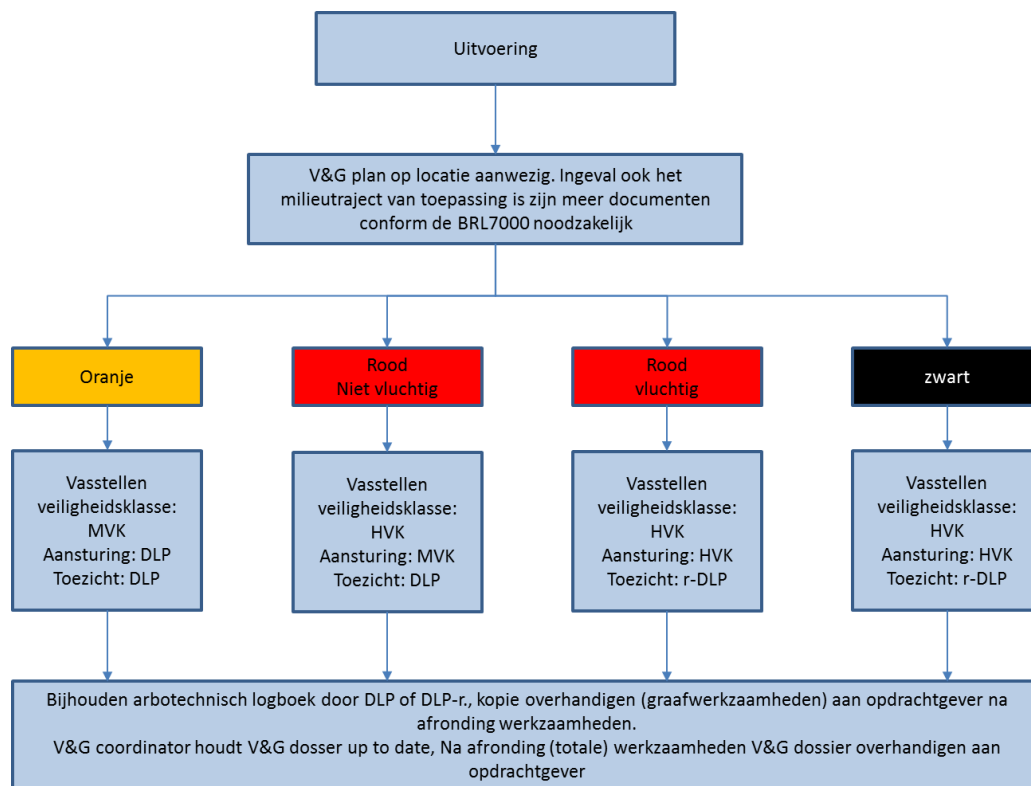 Uitvoering
V&G plan op locatie aanwezig. Ingeval ook het
milieutraject van toepassing is zijn meer documenten
conform de BRL7000 noodzakelijk
Oranje
Rood
Niet vluchtig
Rood
vluchtig
zwart
Vasstellen
veiligheidsklasse:
MVK
Aansturing: DLP
Toezicht: DLP
Vasstellen
veiligheidsklasse:
HVK
Aansturing: MVK
Toezicht: DLP
Vasstellen
veiligheidsklasse:
HVK
Aansturing: HVK
Toezicht: r-DLP
Vasstellen
veiligheidsklasse:
HVK
Aansturing: HVK
Toezicht: r-DLP
Bijhouden arbotechnisch logboek door DLP of DLP-r., kopie overhandigen (graafwerkzaamheden) aan opdrachtgever na
afronding werkzaamheden.
V&G coordinator houdt V&G dosser up to date, Na afronding (totale) werkzaamheden V&G dossier overhandigen aan
opdrachtgever